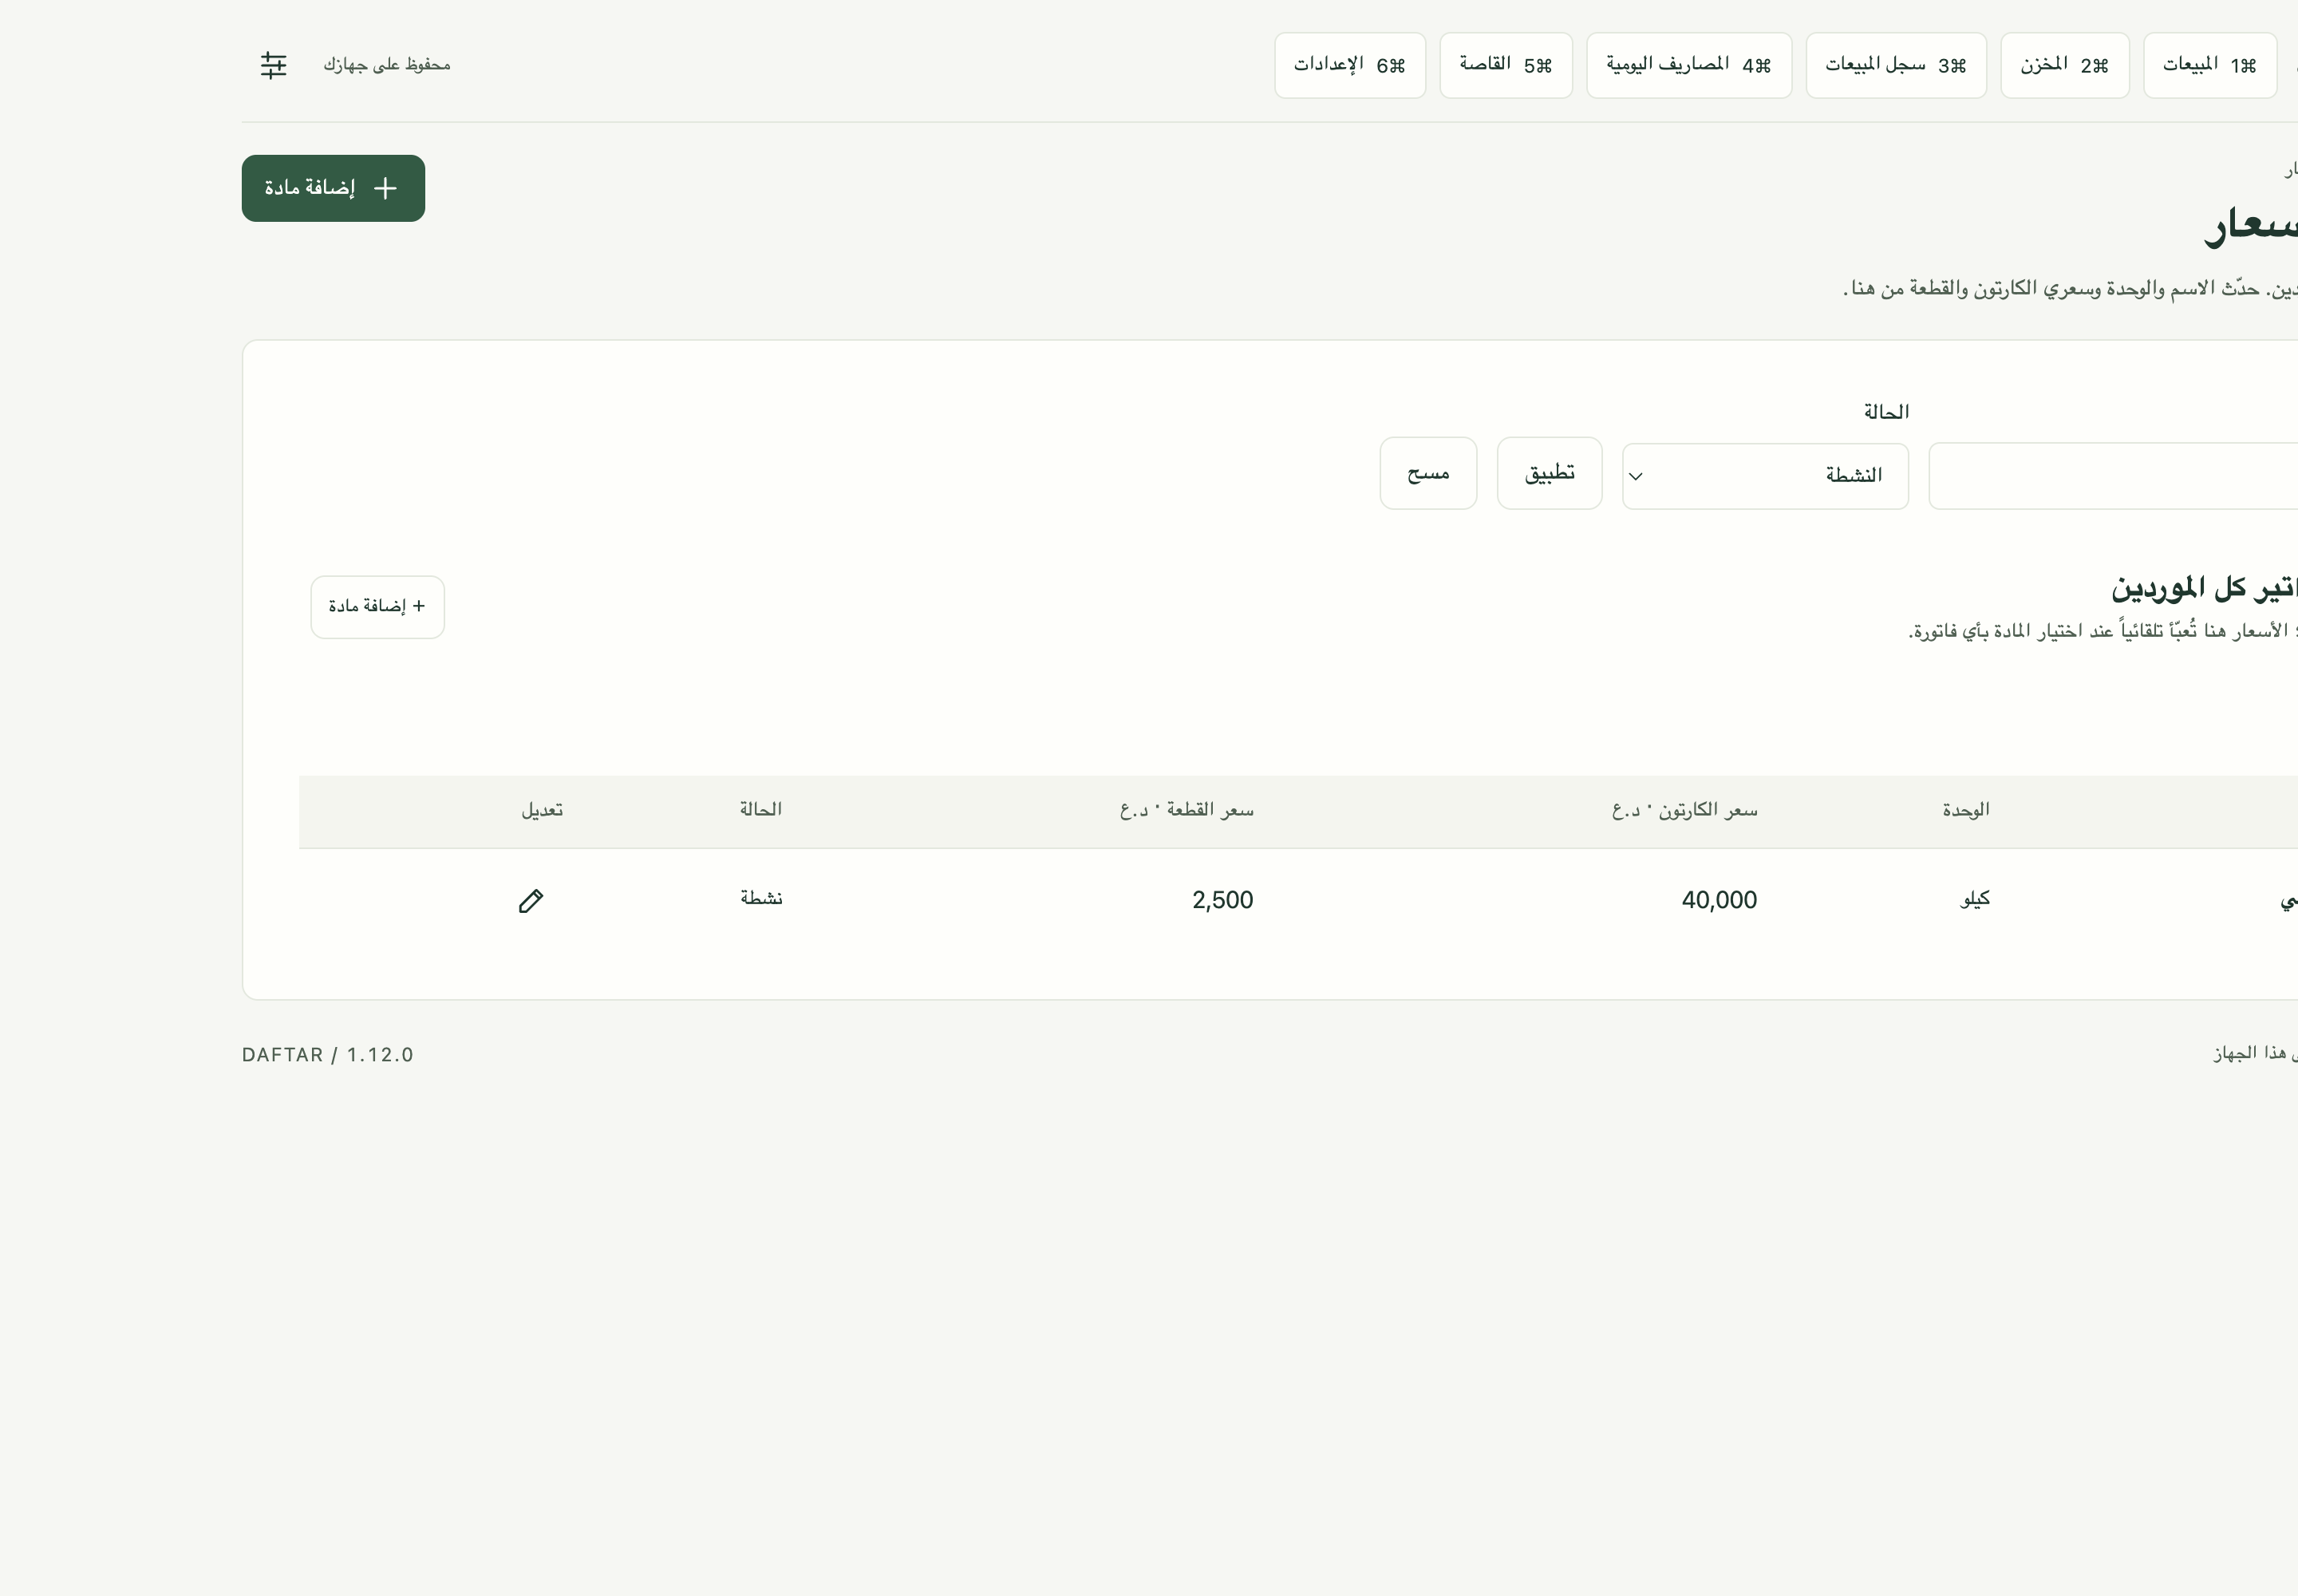 ⌘1 المبيعات ⌘2 المخزن ⌘3 سجل المبيعات ⌘4 المصاريف اليومية ⌘5 القاصة ⌘6 الإعدادات محفوظ على جهازك
إضافة مادة
حدّث الاسم والوحدة وسعري الكارتون والقطعة من هنا.
الحالة
النشطة تطبيق مسح
كل الموردين
+ إضافة مادة
الأسعار هنا تُعبّأ تلقائياً عند اختيار المادة بأي فاتورة.
الوحدة سعر الكارتون · د.ع سعر القطعة · د.ع الحالة تعديل
كيلو 40,000 2,500 نشطة
هذا الجهاز DAFTAR / 1.12.0